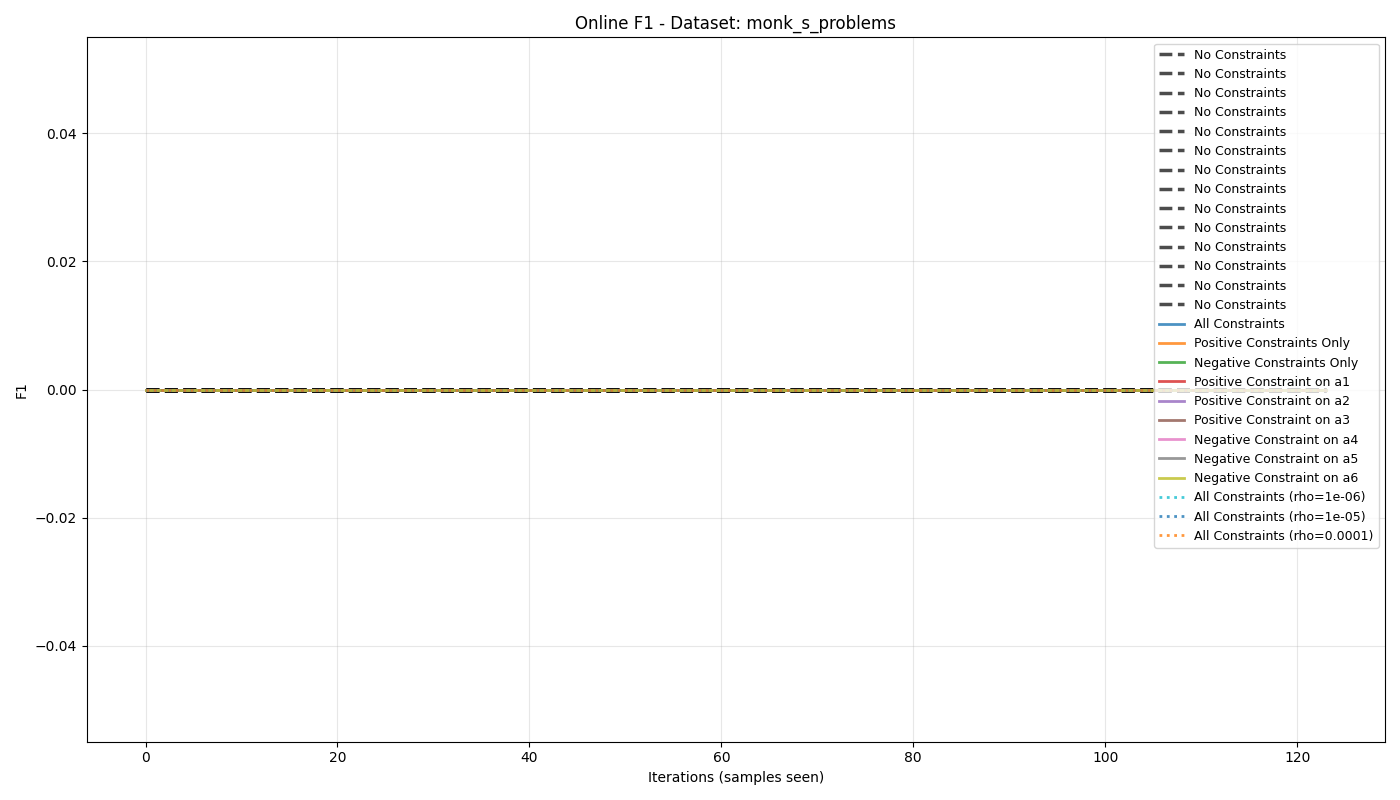 Online F1 - Dataset: monk_s_problems
No Constraints
No Constraints
No Constraints
No Constraints
No Constraints
No Constraints
No Constraints
No Constraints
No Constraints
No Constraints
No Constraints
No Constraints
No Constraints
No Constraints
All Constraints
Positive Constraints Only
Negative Constraints Only
Positive Constraint on a1
Positive Constraint on a2
Positive Constraint on a3
Negative Constraint on a4
Negative Constraint on a5
Negative Constraint on a6
All Constraints (rho=1e-06)
All Constraints (rho=1e-05)
All Constraints (rho=0.0001)
F1
0.04
0.02
0.00
−0.02
−0.04
0 20 40 60 80 100 120
Iterations (samples seen)